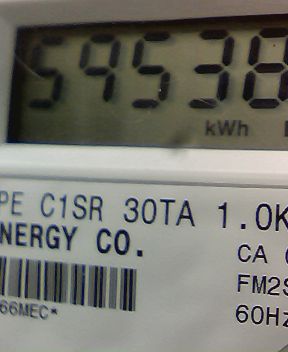 59538
kWh
PE C1SR 30TA 1.0K
NERGY CO.
CA
FM2S
66MEC*
60Hz